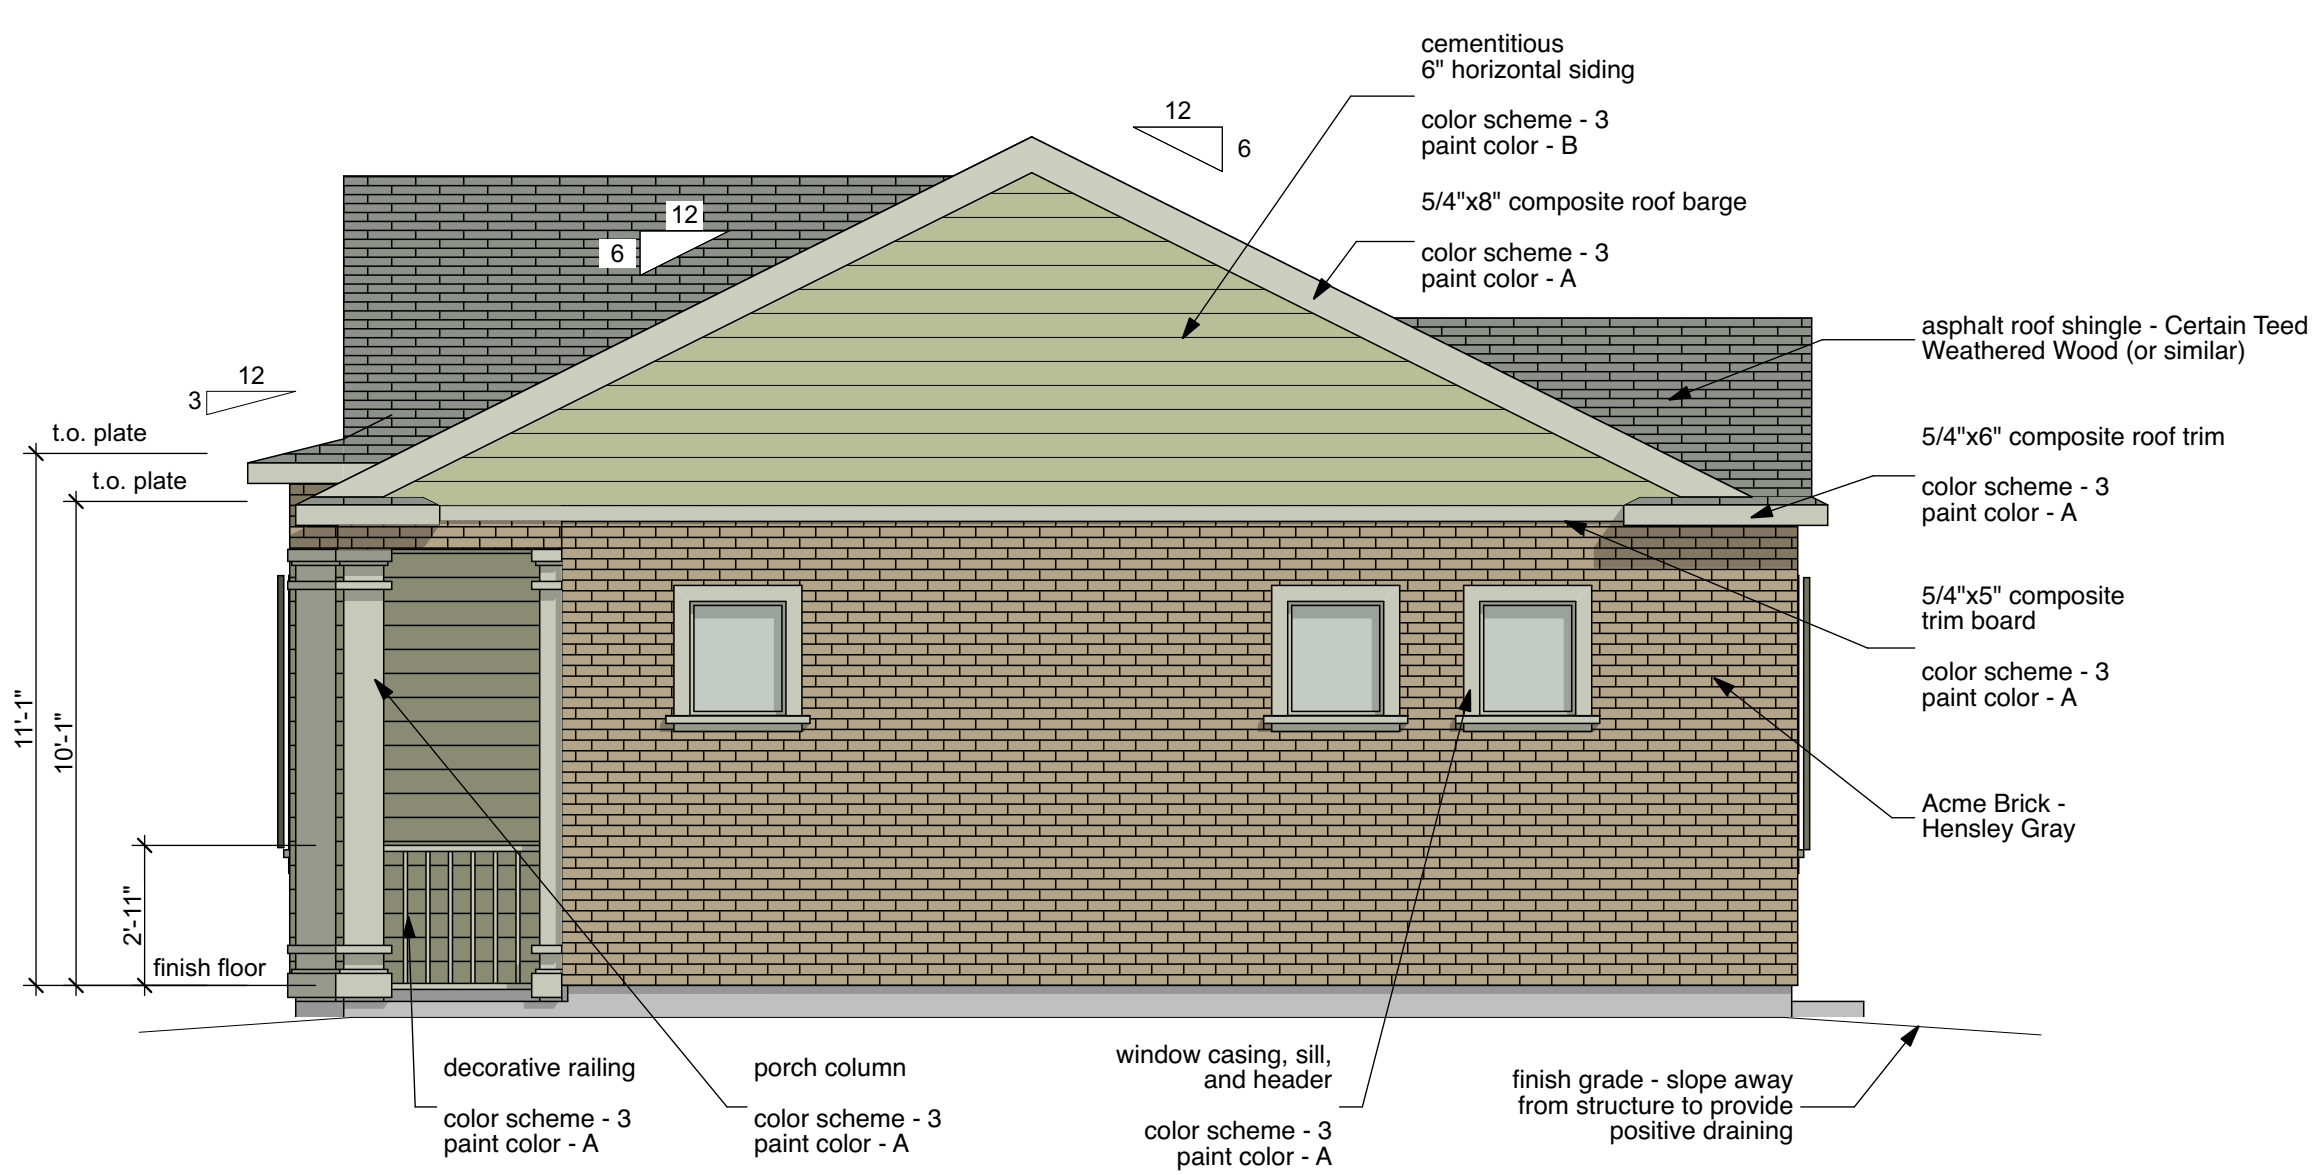 cementitious
6" horizontal siding
color scheme - 3
paint color - B
12
6
5/4"x8" composite roof barge
color scheme - 3
paint color - A
12
6
asphalt roof shingle - Certain Teed
Weathered Wood (or similar)
12
3
t.o. plate
t.o. plate
5/4"x6" composite roof trim
color scheme - 3
paint color - A
5/4"x5" composite
trim board
color scheme - 3
paint color - A
11'-1"
10'-1"
2'-11"
finish floor
Acme Brick -
Hensley Gray
decorative railing
color scheme - 3
paint color - A
porch column
color scheme - 3
paint color - A
window casing, sill,
and header
color scheme - 3
paint color - A
finish grade - slope away
from structure to provide
positive draining